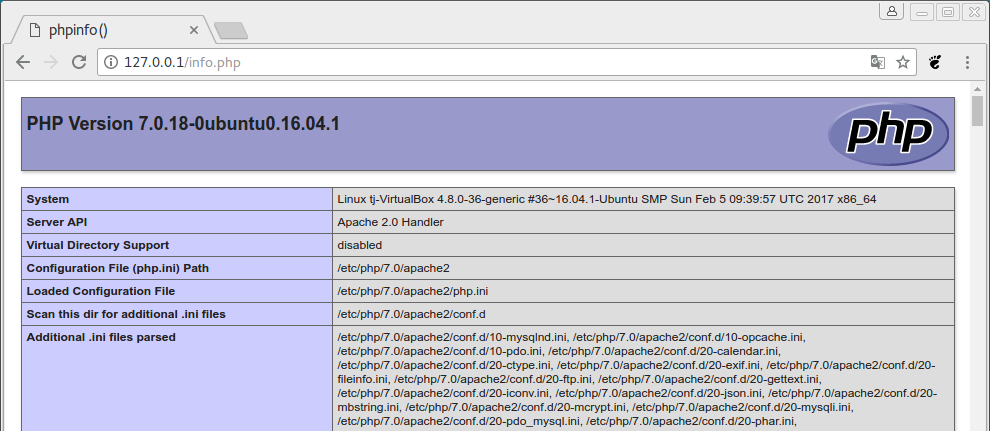 phpinfo()
127.0.0.1/info.php
PHP Version 7.0.18-0ubuntu0.16.04.1
php
System
Linux tj-VirtualBox 4.8.0-36-generic #36~16.04.1-Ubuntu SMP Sun Feb 5 09:39:57 UTC 2017 x86_64
Server API
Apache 2.0 Handler
Virtual Directory Support
disabled
Configuration File (php.ini) Path
/etc/php/7.0/apache2
Loaded Configuration File
/etc/php/7.0/apache2/php.ini
Scan this dir for additional .ini files
/etc/php/7.0/apache2/conf.d
Additional .ini files parsed
/etc/php/7.0/apache2/conf.d/10-mysqlnd.ini, /etc/php/7.0/apache2/conf.d/10-opcache.ini,
/etc/php/7.0/apache2/conf.d/10-pdo.ini, /etc/php/7.0/apache2/conf.d/20-calendar.ini,
/etc/php/7.0/apache2/conf.d/20-ctype.ini, /etc/php/7.0/apache2/conf.d/20-exif.ini, /etc/php/7.0/apache2/conf.d/20-
fileinfo.ini, /etc/php/7.0/apache2/conf.d/20-ftp.ini, /etc/php/7.0/apache2/conf.d/20-gettext.ini,
/etc/php/7.0/apache2/conf.d/20-iconv.ini, /etc/php/7.0/apache2/conf.d/20-json.ini, /etc/php/7.0/apache2/conf.d/20-
mbstring.ini, /etc/php/7.0/apache2/conf.d/20-mcrypt.ini, /etc/php/7.0/apache2/conf.d/20-mysqli.ini,
/etc/php/7.0/apache2/conf.d/20-pdo_mysql.ini, /etc/php/7.0/apache2/conf.d/20-phar.ini,